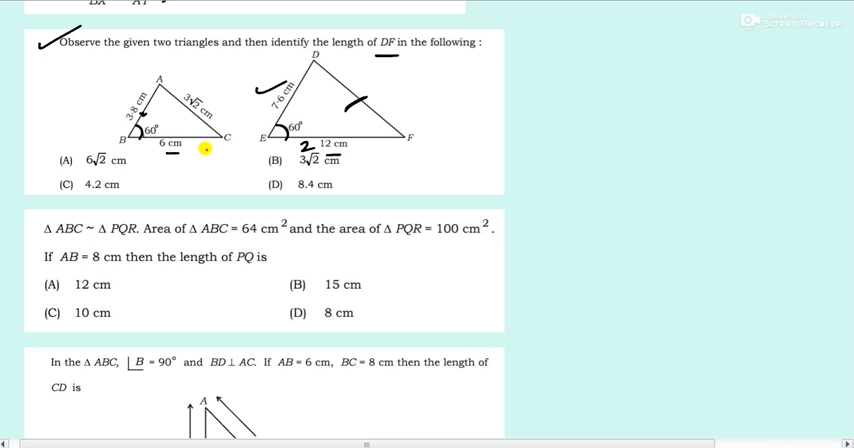 Observe the given two triangles and then identify the length of DF in the following :
A
D
3·8 cm
3√2 cm
7·6 cm
60°
60°
B
6 cm
C
E
2
12 cm
F
(A) 6√2 cm
(B) 3√2 cm
(C) 4.2 cm
(D) 8.4 cm
Δ ABC ~ Δ PQR. Area of Δ ABC = 64 cm² and the area of Δ PQR = 100 cm².
If AB = 8 cm then the length of PQ is
(A) 12 cm
(B) 15 cm
(C) 10 cm
(D) 8 cm
In the Δ ABC, ∠B = 90° and BD ⊥ AC. If AB = 6 cm, BC = 8 cm then the length of
CD is
A
Screen Recorder